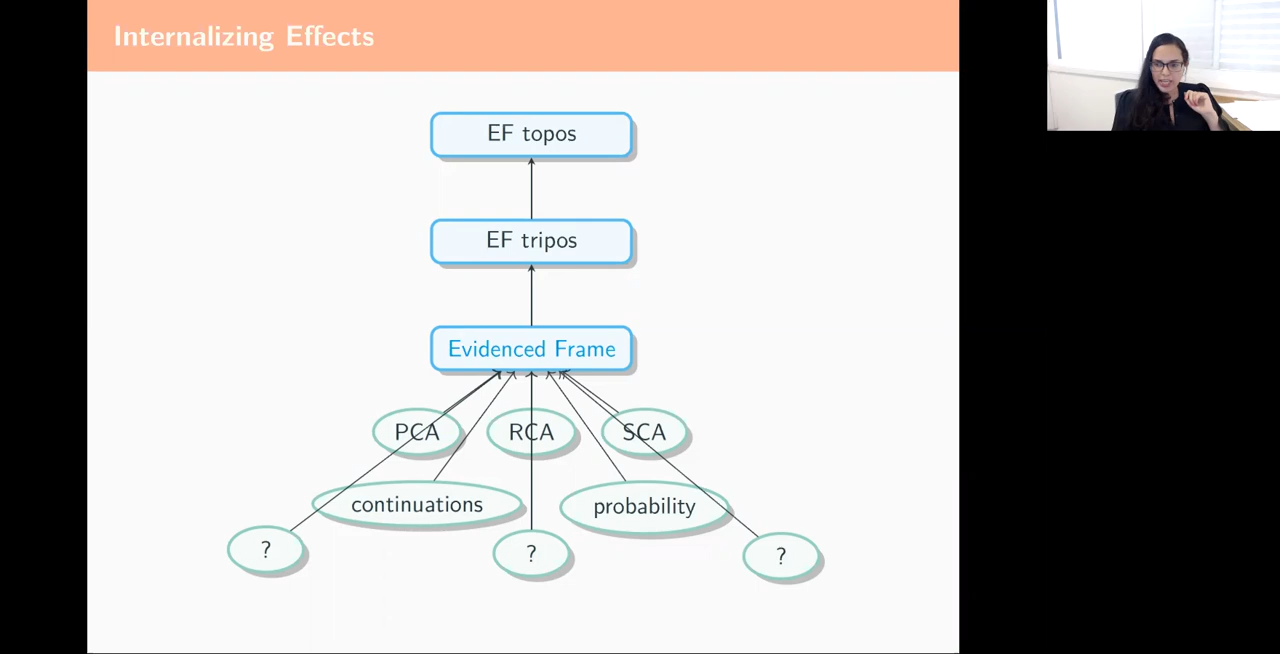 Internalizing Effects
EF topos
EF tripos
Evidenced Frame
PCA RCA SCA
continuations probability
? ? ?